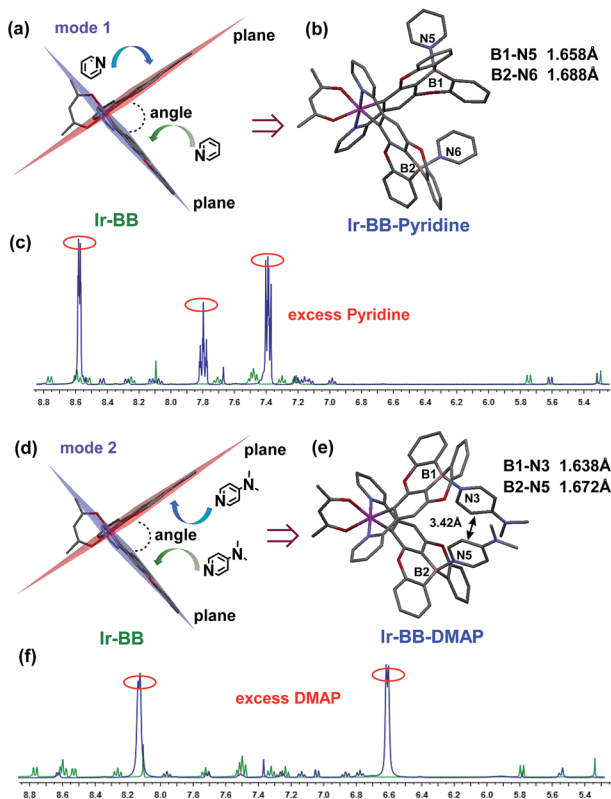 (a)
mode 1
plane
N
angle
N
plane
Ir-BB
(b)
N5
B1
N6
B2
B1-N5 1.658Å
B2-N6 1.688Å
Ir-BB-Pyridine
(c)
excess Pyridine
8.8 8.6 8.4 8.2 8.0 7.8 7.6 7.4 7.2 7.0 6.8 6.6 6.4 6.2 6.0 5.8 5.6 5.4
(d)
mode 2
plane
N
N
angle
N
N
plane
Ir-BB
(e)
B1
N3
3.42Å
N5
B2
B1-N3 1.638Å
B2-N5 1.672Å
Ir-BB-DMAP
(f)
excess DMAP
8.8 8.6 8.4 8.2 8.0 7.8 7.6 7.4 7.2 7.0 6.8 6.6 6.4 6.2 6.0 5.8 5.6 5.4